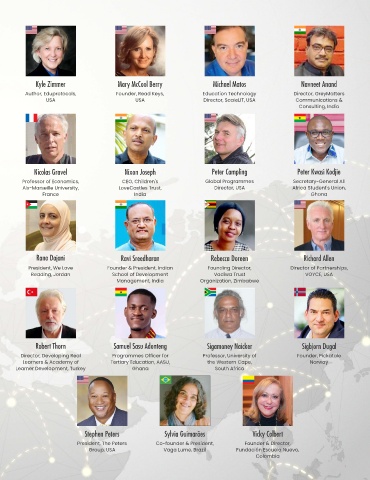 Kyle Zimmer
Author, Eduprotocols,
USA
Mary McCool Berry
Founder, Read Keys,
USA
Michael Matos
Education Technology
Director, ScaleLIT, USA
Navneet Anand
Director, GreyMatters
Communications &
Consulting, India
Nicolas Gravel
Professor of Economics,
Aix-Marseille University,
France
Nixon Joseph
CEO, Children's
LoveCastles Trust,
India
Peter Campling
Global Programmes
Director, USA
Peter Kwasi Kodjie
Secretary-General All
Africa Students Union,
Ghana
Rana Dajani
President, We Love
Reading, Jordan
Ravi Sreedharan
Founder & President, Indian
School of Development
Management, India
Rebecca Doreen
Founding Director,
Trust
Organization, Zimbabwe
Richard Allen
Director of Partnerships,
VOYCE, USA
Robert Thorn
Director, Developing Real
Learners & Academy of
Learner Development, Turkey
Samuel Sasu Adonteng
Programmes Officer for
Tertiary Education, AASU,
Ghana
Sigamoney Naicker
Professor, University of
the Western Cape,
South Africa
Sigbjorn Dugal
Founder, Pickatale
Norway
Stephen Peters
President, The Peters
Group, USA
Sylvia Guimarães
Co-founder & President,
Vaga Lume, Brazil
Vicky Colbert
Founder & Director,
Fundación Escuela Nueva,
Colombia